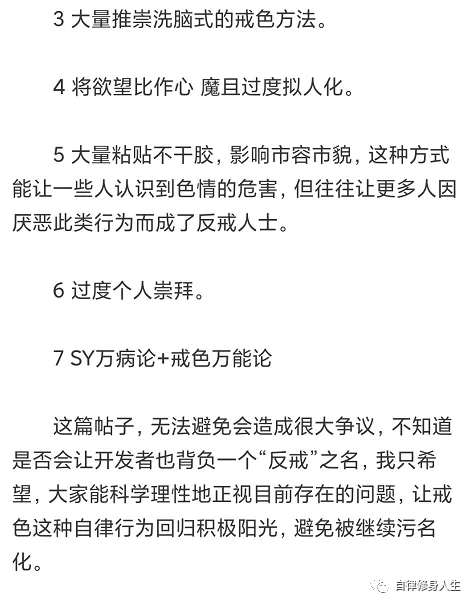 3 大量推崇洗脑式的戒色方法。
4 将欲望比作心 魔且过度拟人化。
5 大量粘贴不干胶，影响市容市貌，这种方式
能让一些人认识到色情的危害，但往往让更多人因
厌恶此类行为而成了反戒人士。
6 过度个人崇拜。
7 SY万病论+戒色万能论
这篇帖子，无法避免会造成很大争议，不知道
是否会让开发者也背负一个“反戒”之名，我只希
望，大家能科学理性地正视目前存在的问题，让戒
色这种自律行为回归积极阳光，避免被继续污名
化。
自律修身人生